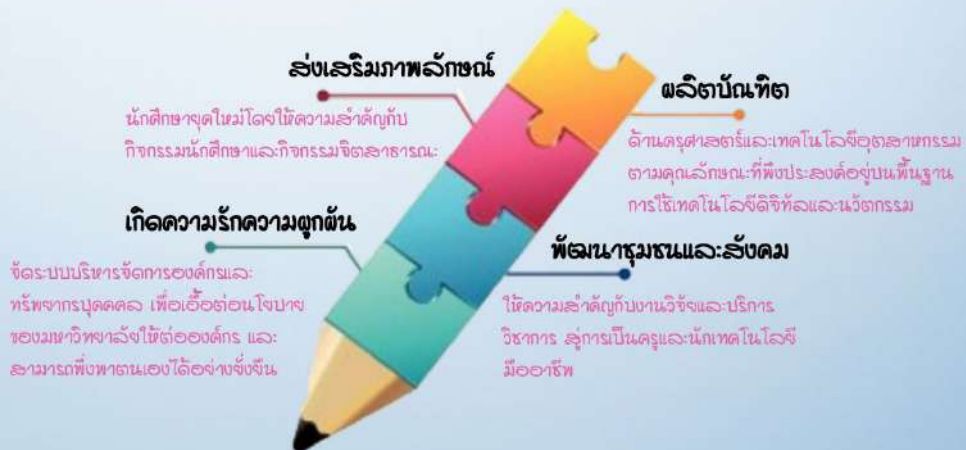 ส่งเสริมภาพลักษณ์
นักศึกษายุคใหม่โดยให้ความสำคัญกับ
กิจกรรมนักศึกษาและกิจกรรมจิตสาธารณะ
ผลิตบัณฑิต
ด้านครุศาสตร์และเทคโนโลยีอุตสาหกรรม
ตามคุณลักษณะที่พึงประสงค์อยู่บนพื้นฐาน
การใช้เทคโนโลยีดิจิทัลและนวัตกรรม
เกิดความรักความผูกผัน
จัดระบบบริหารจัดการองค์กรและ
ทรัพยากรบุคคคล เพื่อเอื้อต่อนโยบาย
ของมหาวิทยาลัยให้ต่อองค์กร และ
สามารถพึ่งพาตนเองได้อย่างยั่งยืน
พัฒนาชุมชนและสังคม
ให้ความสำคัญกับงานวิจัยและบริการ
วิชาการ สู่การเป็นครูและนักเทคโนโลยี
มืออาชีพ